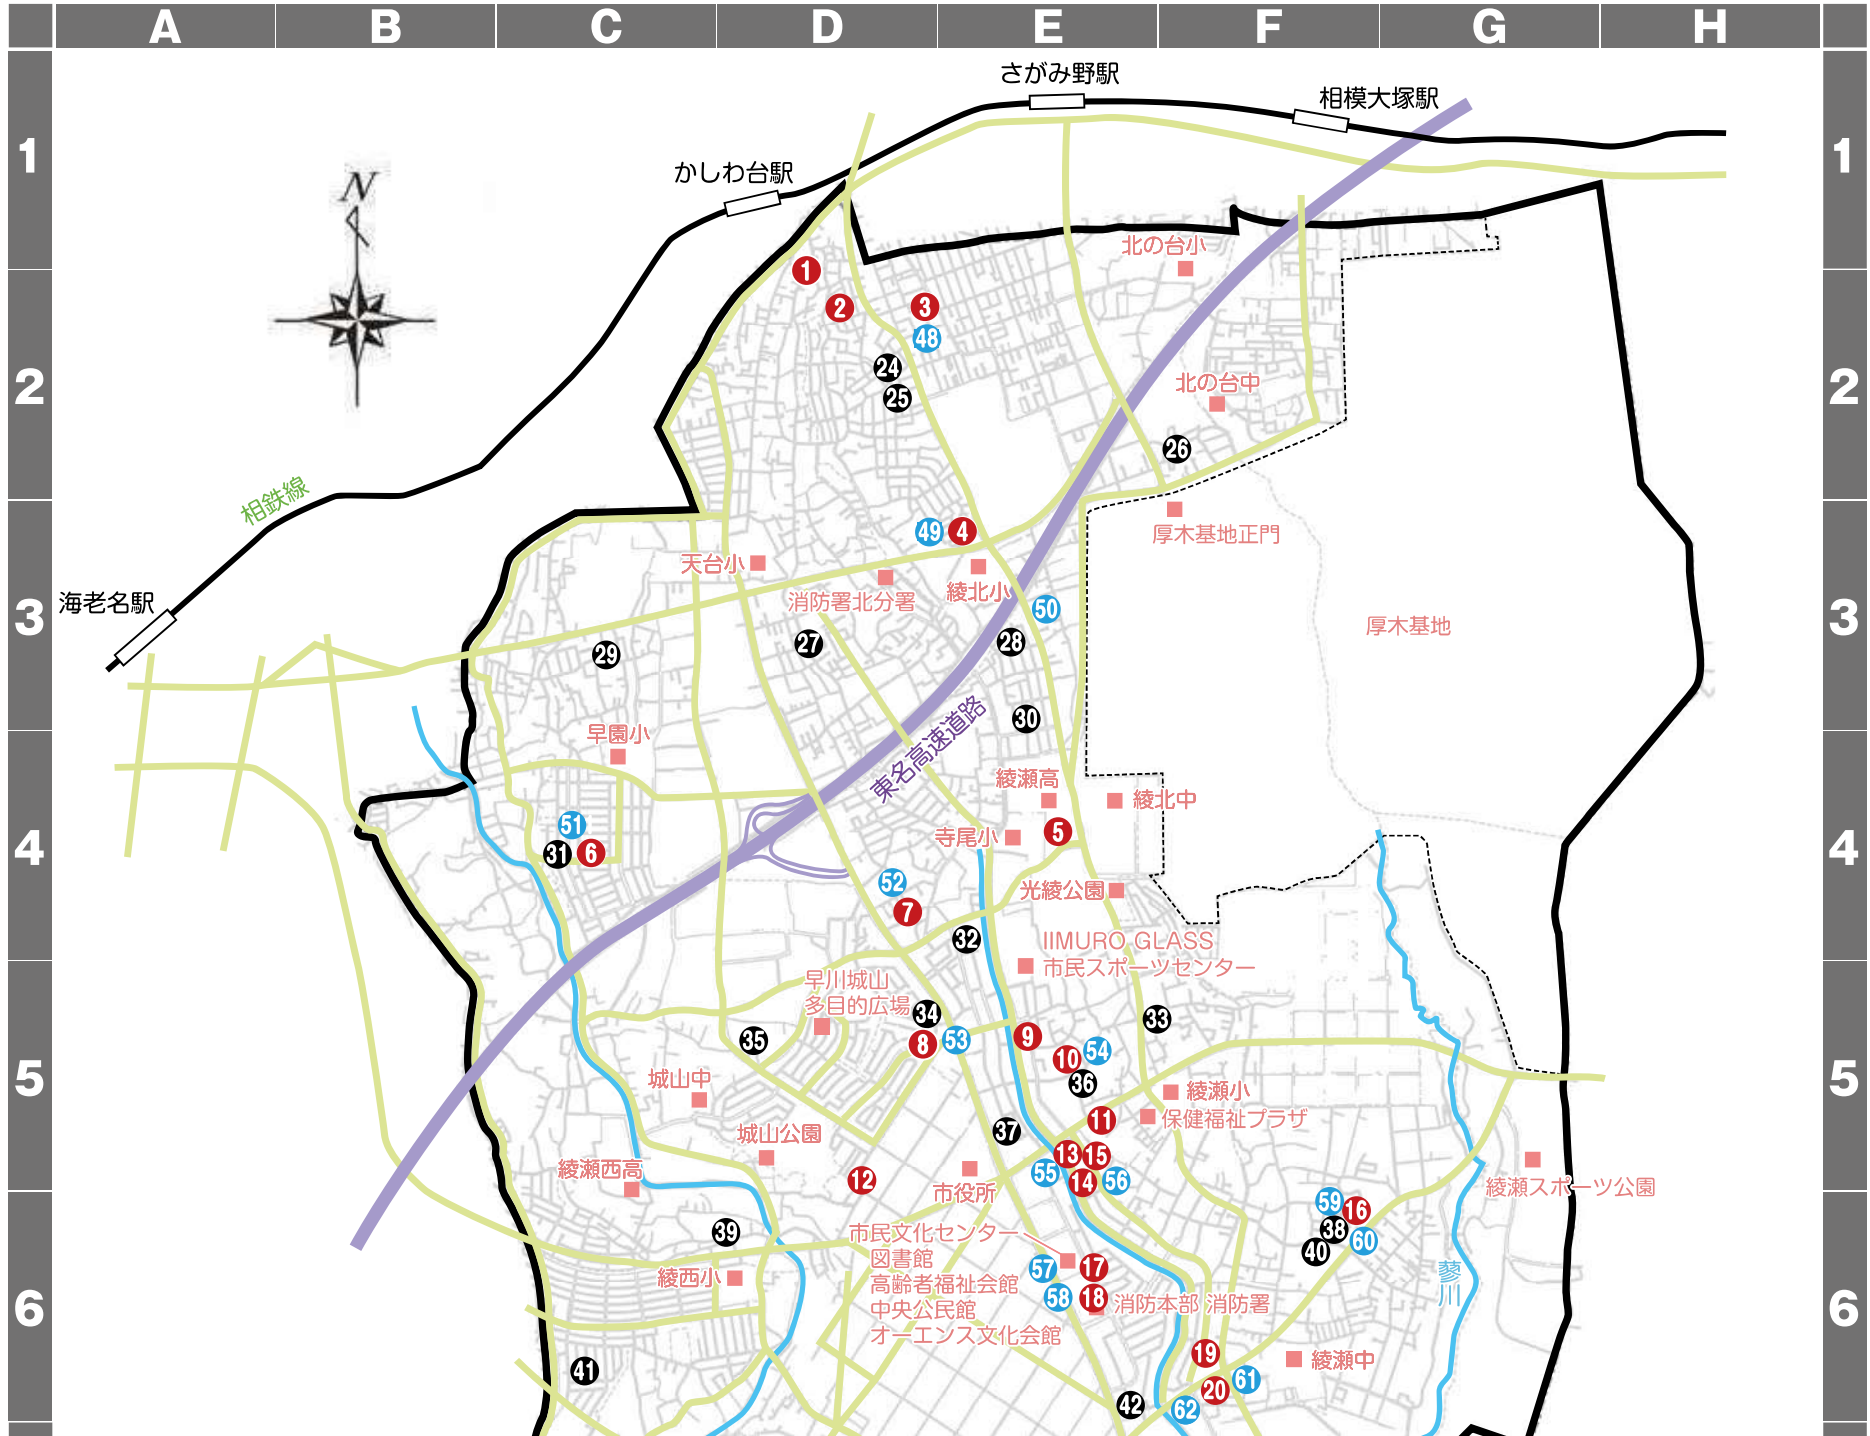 A B C D E F G H
さがみ野駅
相模大塚駅
1 1
かしわ台駅
N
北の台小
1
2 3
48
24
2 北の台中 2
25
26
相鉄線
49 4
厚木基地正門
天台小
綾北小
消防署北分署
海老名駅
50
3 厚木基地 3
27 28
29
30
東名高速道路
早園小
綾瀬高
綾北中
51
寺尾小 5
4 31 6 4
52
光綾公園
7
32
IIMURO GLASS
市民スポーツセンター
早川城山
多目的広場
34 33
35 8 53 9
10 54
5 城山中 36 綾瀬小 5
11 保健福祉プラザ
37
城山公園
13 15
綾瀬西高
55 14 56
12 市役所
綾瀬スポーツ公園
59 16
39 38 60
市民文化センター
40
図書館
57 17
綾西小
高齢者福祉会館
蓼川
58 18 消防本部 消防署
6 中央公民館 6
オーエンス文化会館
19 綾瀬中
41
20 61
42 62